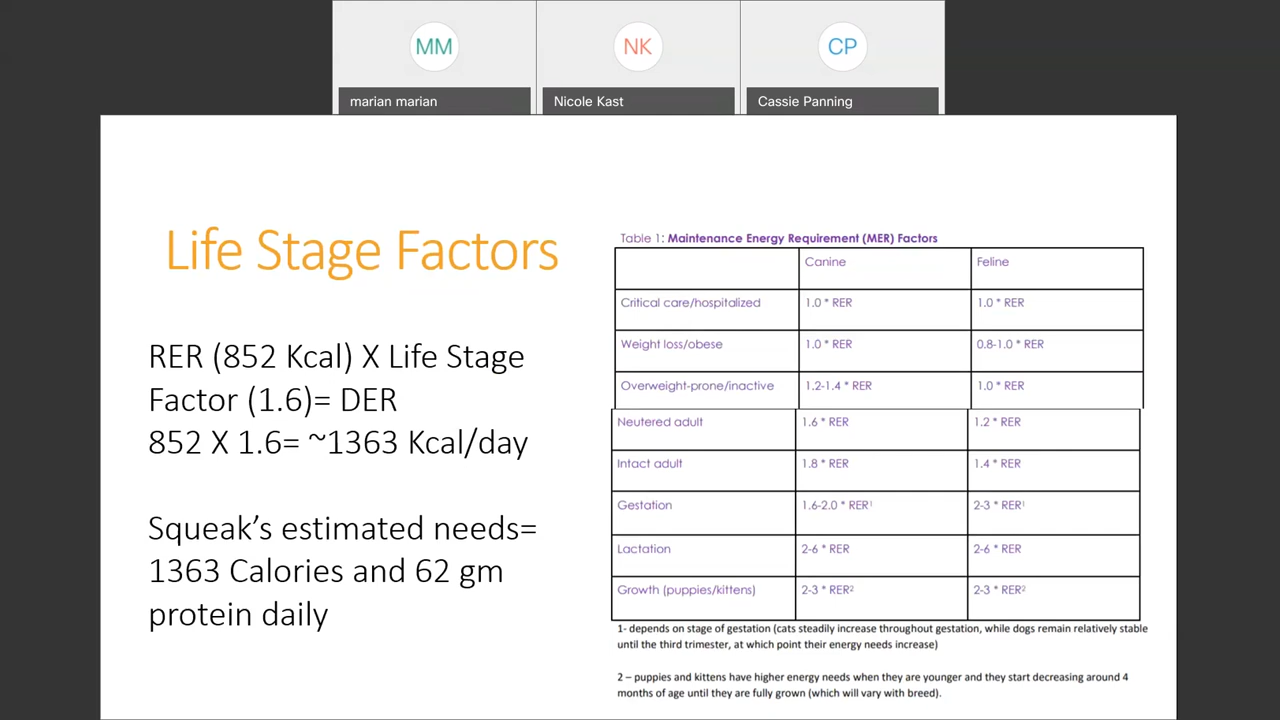 MM
NK
CP
marian marian
Nicole Kast
Cassie Panning
Life Stage Factors
RER (852 Kcal) X Life Stage
Factor (1.6)= DER
852 X 1.6= ~1363 Kcal/day
Squeak’s estimated needs=
1363 Calories and 62 gm
protein daily
Table 1: Maintenance Energy Requirement (MER) Factors
Canine Feline
Critical care/hospitalized 1.0 * RER 1.0 * RER
Weight loss/obese 1.0 * RER 0.8-1.0 * RER
Overweight-prone/inactive 1.2-1.4 * RER 1.0 * RER
Neutered adult 1.6 * RER 1.2 * RER
Intact adult 1.8 * RER 1.4 * RER
Gestation 1.6-2.0 * RER¹ 2-3 * RER¹
Lactation 2-6 * RER 2-6 * RER
Growth (puppies/kittens) 2-3 * RER² 2-3 * RER²
1- depends on stage of gestation (cats steadily increase throughout gestation, while dogs remain relatively stable
until the third trimester, at which point their energy needs increase)
2 – puppies and kittens have higher energy needs when they are younger and they start decreasing around 4
months of age until they are fully grown (which will vary with breed).